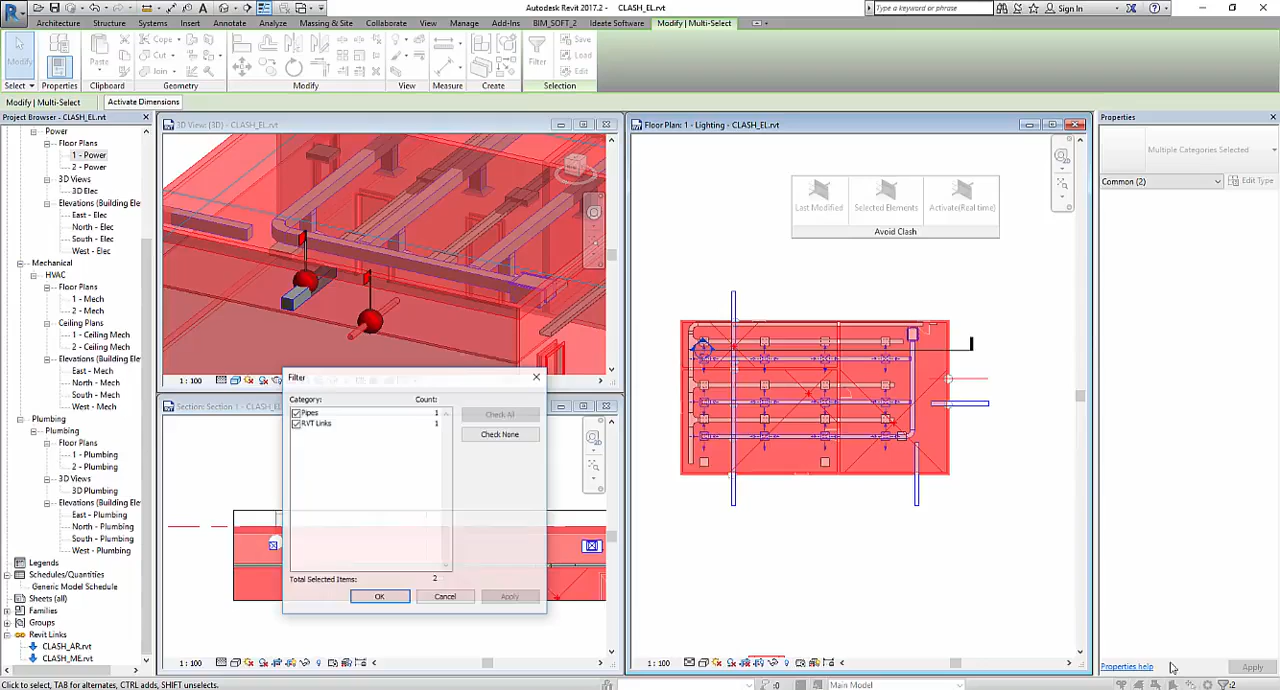 Autodesk Revit 2017.2 - CLASH_EL.rvt
Type a keyword or phrase
Sign In
Architecture Structure Systems Insert Annotate Analyze Massing & Site Collaborate View Manage Add-Ins BIM_SOFT_2 Ideate Software Modify | Multi-Select
Modify
Paste
Cope
Cut
Join
Filter
Save
Load
Edit
Select Properties Clipboard Geometry Modify View Measure Create Selection
Modify | Multi-Select Activate Dimensions
Project Browser - CLASH_EL.rvt
Power
Floor Plans
1 - Power
2 - Power
3D Views
3D Elec
Elevations (Building Ele
East - Elec
North - Elec
South - Elec
West - Elec
Mechanical
HVAC
Floor Plans
1 - Mech
2 - Mech
Ceiling Plans
1 - Ceiling Mech
2 - Ceiling Mech
Elevations (Building Ele
East - Mech
North - Mech
South - Mech
West - Mech
Plumbing
Plumbing
Floor Plans
1 - Plumbing
2 - Plumbing
3D Views
3D Plumbing
Elevations (Building Ele
East - Plumbing
North - Plumbing
South - Plumbing
West - Plumbing
Legends
Schedules/Quantities
Generic Model Schedule
Sheets (all)
Families
Groups
Revit Links
CLASH_AR.rvt
CLASH_ME.rvt
3D View: {3D} - CLASH_EL.rvt
1 : 100
Section: Section 1 - CLASH_EL
1 : 100
Filter
Category: Count:
Pipes 1
RVT Links 1
Check All
Check None
Total Selected Items: 2
OK Cancel Apply
Floor Plan: 1 - Lighting - CLASH_EL.rvt
Last Modified Selected Elements Activate(Real time)
Avoid Clash
1 : 100
Properties
Multiple Categories Selected
Common (2) Edit Type
Properties help Apply
Click to select, TAB for alternates, CTRL adds, SHIFT unselects.
:0
Main Model
:2